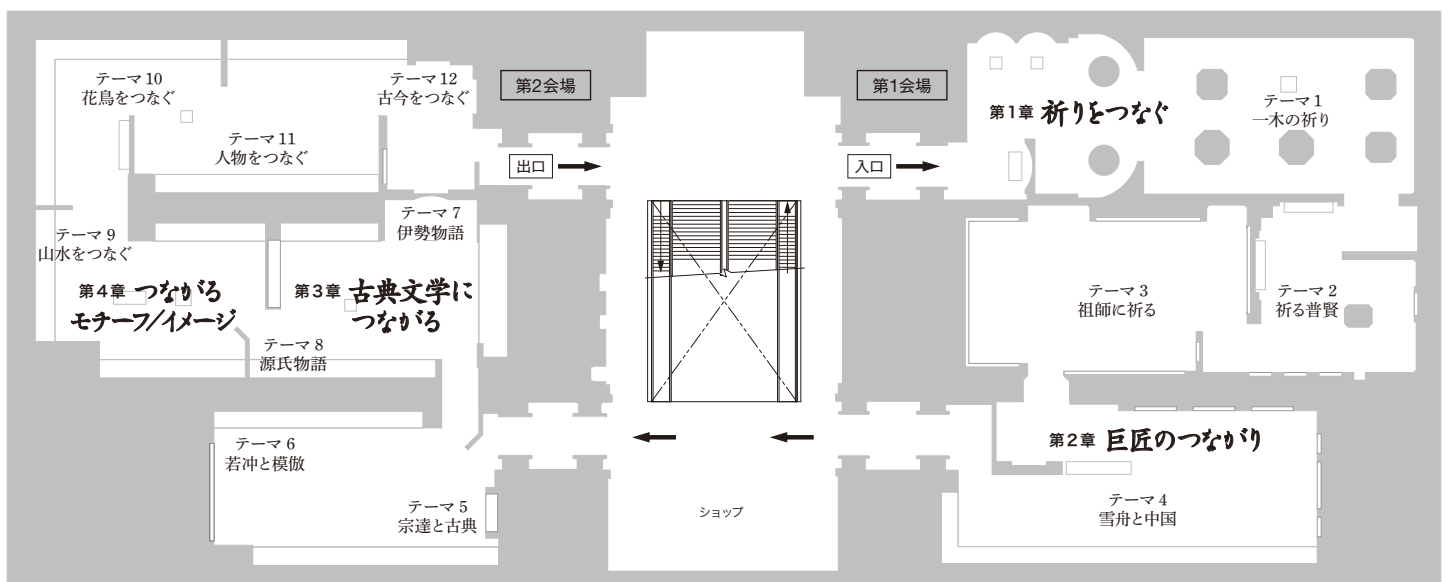 第1会場
入口
第1章 祈りをつなぐ
テーマ 1
一木の祈り
テーマ 2
祈る普賢
テーマ 3
祖師に祈る
第2章 巨匠のつながり
テーマ 4
雪舟と中国
ショップ
第2会場
テーマ 5
宗達と古典
テーマ 6
若冲と模倣
第3章 古典文学に
つながる
テーマ 7
伊勢物語
テーマ 8
源氏物語
第4章 つながる
モチーフ/イメージ
テーマ 9
山水をつなぐ
テーマ 10
花鳥をつなぐ
テーマ 11
人物をつなぐ
テーマ 12
古今をつなぐ
出口